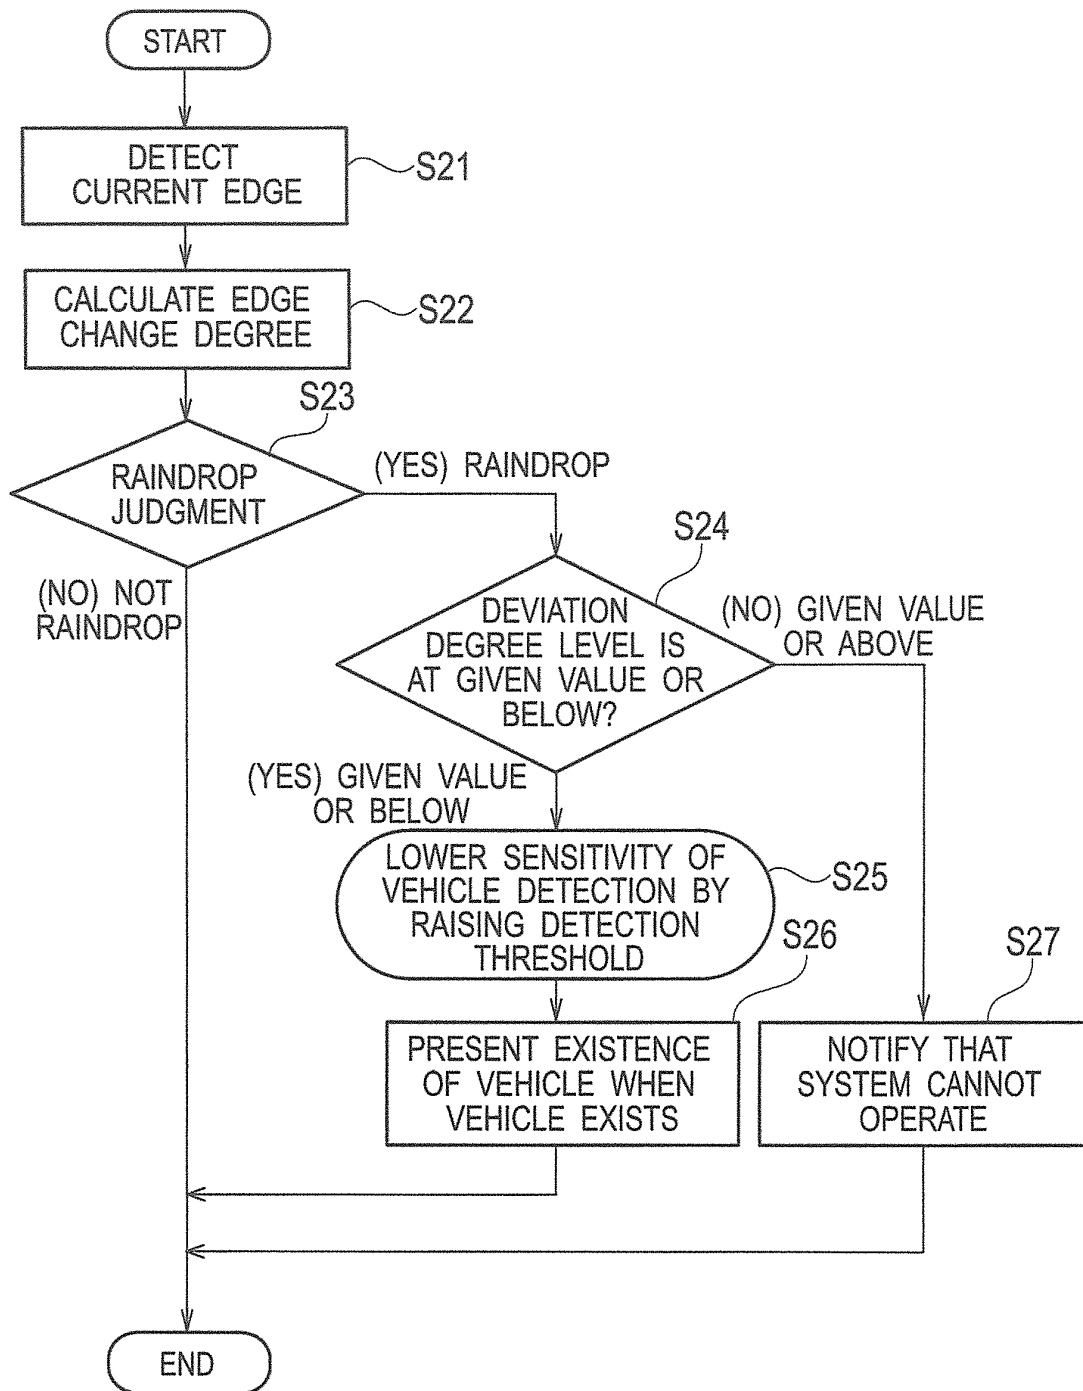 START
DETECT
CURRENT EDGE
S21
CALCULATE EDGE
CHANGE DEGREE
S22
S23
RAINDROP
JUDGMENT
(YES) RAINDROP
(NO) NOT
RAINDROP
S24
DEVIATION
DEGREE LEVEL IS
AT GIVEN VALUE OR
BELOW?
(NO) GIVEN VALUE
OR ABOVE
(YES) GIVEN VALUE
OR BELOW
LOWER SENSITIVITY OF
VEHICLE DETECTION BY
RAISING DETECTION
THRESHOLD
S25
S26
PRESENT EXISTENCE
OF VEHICLE WHEN
VEHICLE EXISTS
S27
NOTIFY THAT
SYSTEM CANNOT
OPERATE
END